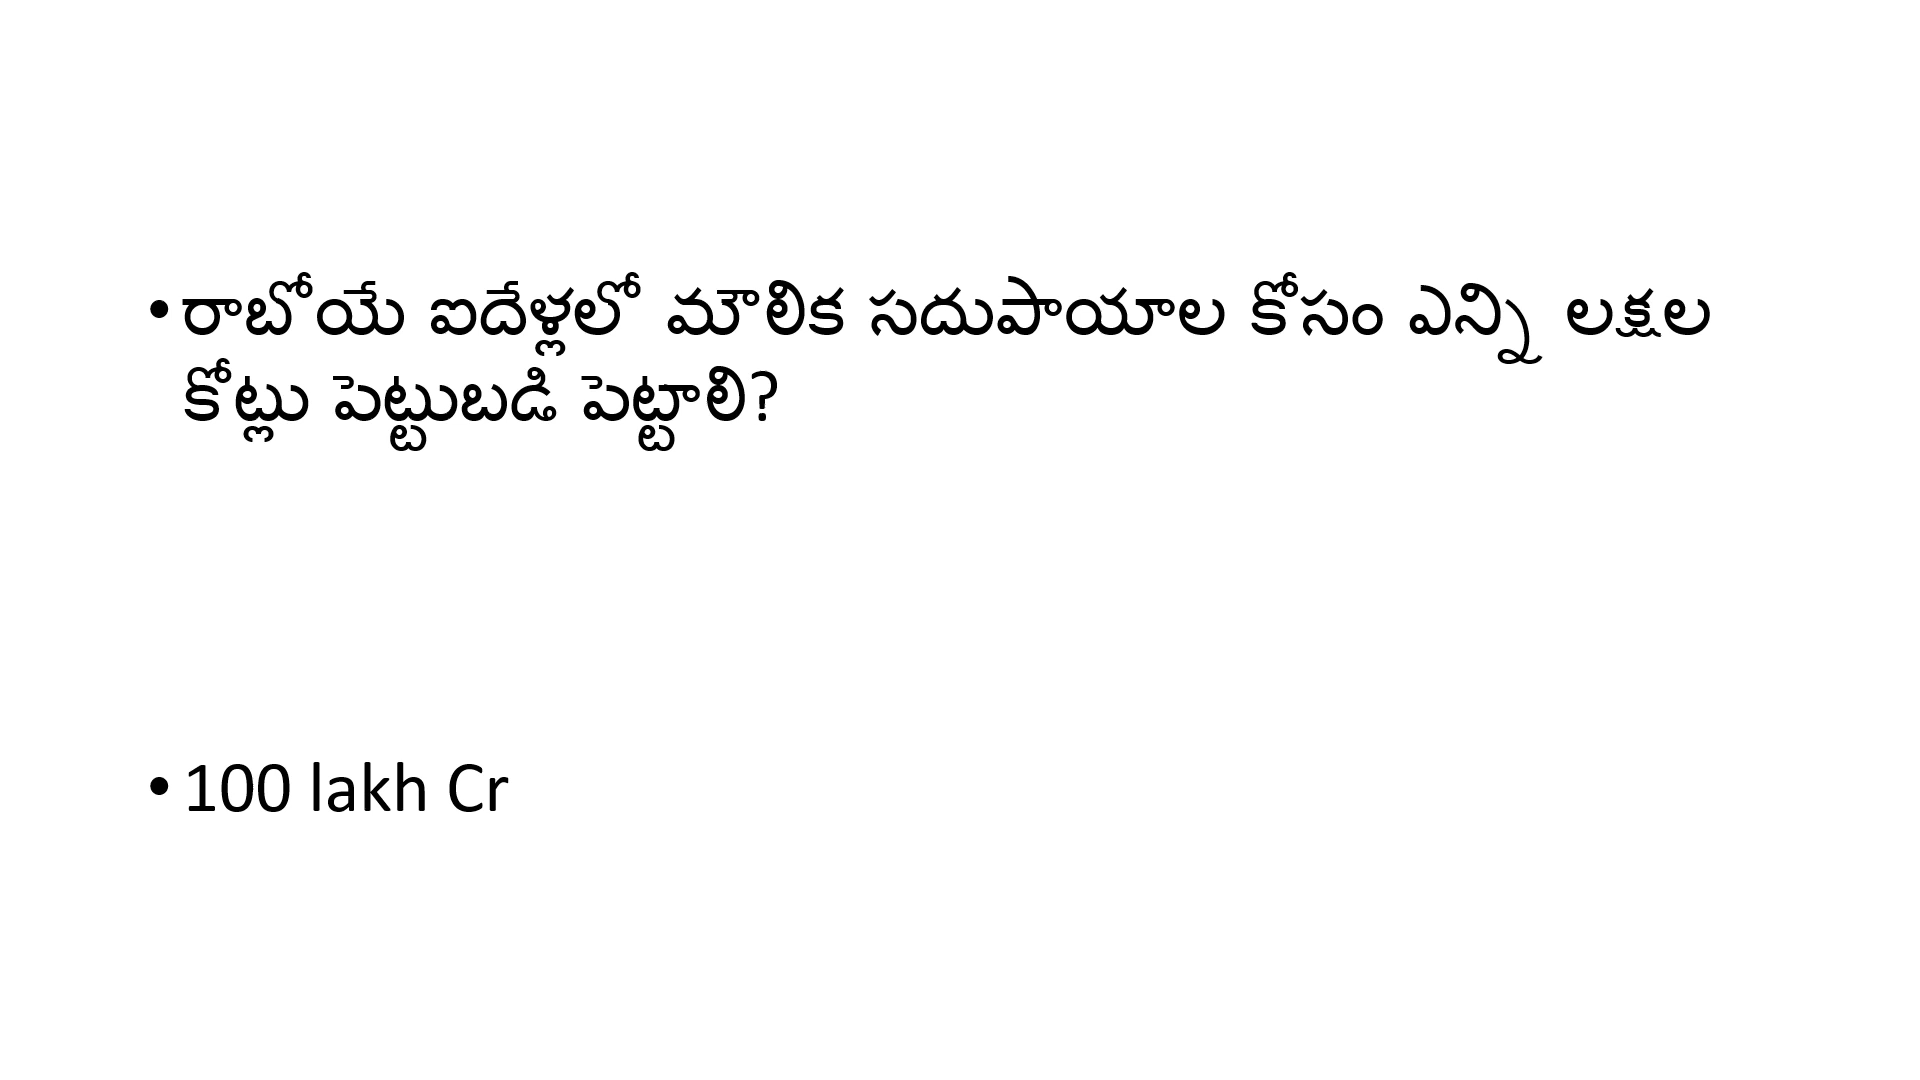 • రాబోయే ఐదేళ్లలో మౌలిక సదుపాయాల కోసం ఎన్ని లక్షల
కోట్లు పెట్టుబడి పెట్టాలి?
• 100 lakh Cr